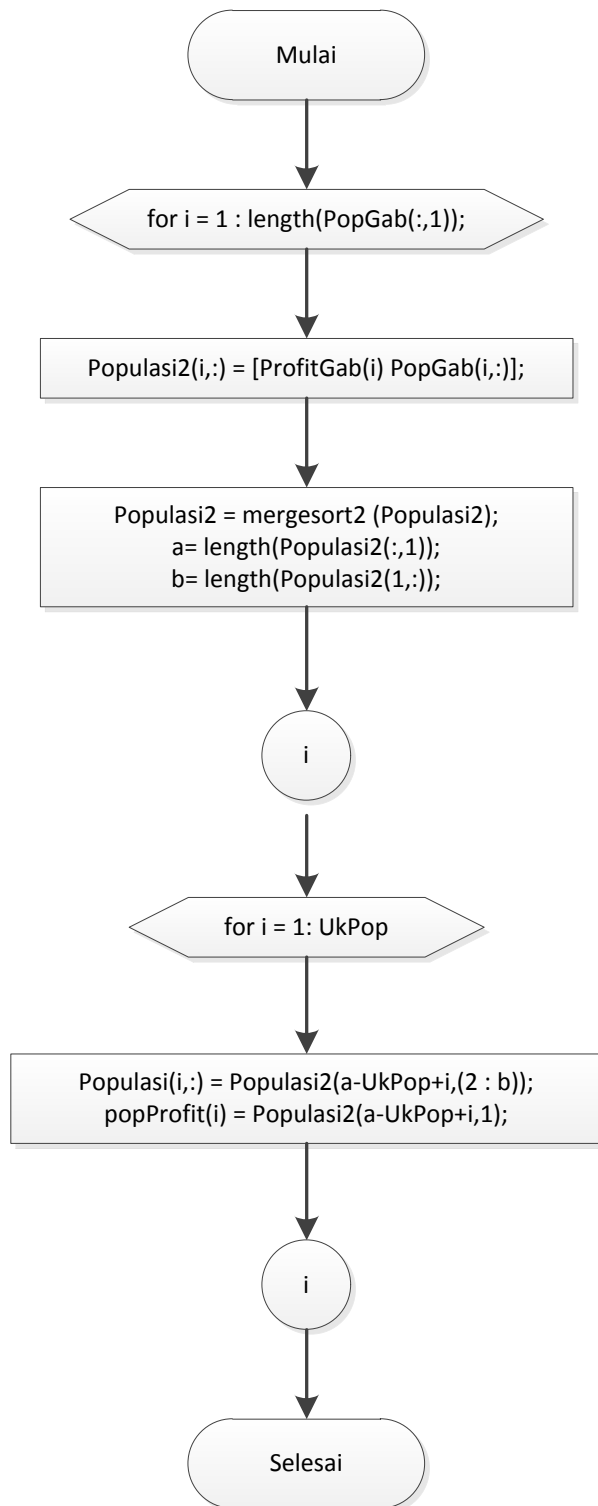 Mulai
for i = 1 : length(PopGab(:,1));
Populasi2(i,:) = [ProfitGab(i) PopGab(i,:)];
Populasi2 = mergesort2 (Populasi2);
a= length(Populasi2(:,1));
b= length(Populasi2(1,:));
i
for i = 1: UkPop
Populasi(i,:) = Populasi2(a-UkPop+i,(2 : b));
popProfit(i) = Populasi2(a-UkPop+i,1);
i
Selesai